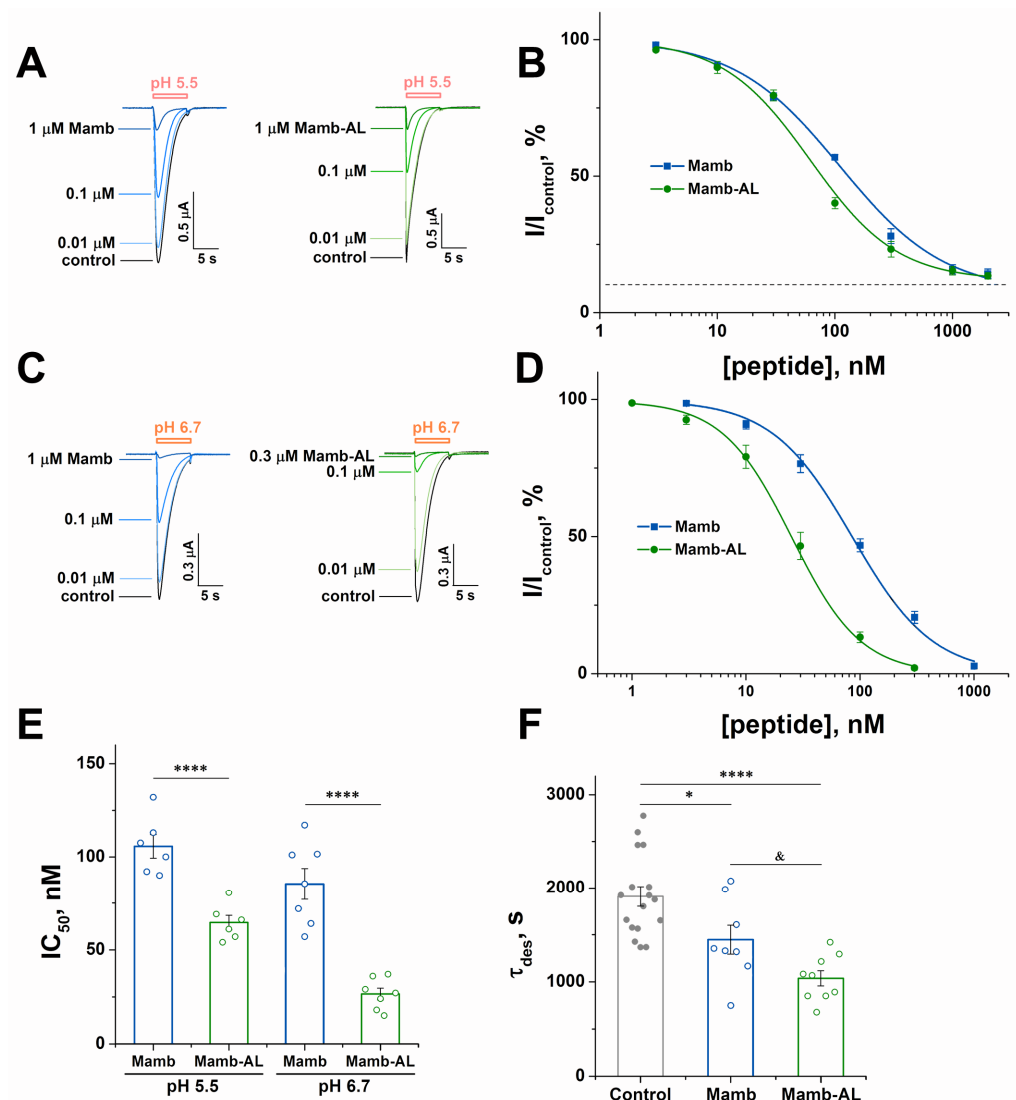 A
pH 5.5
1 μM Mamb
0.1 μM
0.01 μM
control
0.5 μA
5 s
pH 5.5
1 μM Mamb-AL
0.1 μM
0.01 μM
control
0.5 μA
5 s
B
100
50
0
I/Icontrol, %
Mamb
Mamb-AL
1 10 100 1000
[peptide], nM
C
pH 6.7
1 μM Mamb
0.1 μM
0.01 μM
control
0.3 μA
5 s
pH 6.7
0.3 μM Mamb-AL
0.1 μM
0.01 μM
control
0.3 μA
5 s
D
100
50
0
I/Icontrol, %
Mamb
Mamb-AL
1 10 100 1000
[peptide], nM
E
150
100
50
0
IC50, nM
****
****
Mamb Mamb-AL Mamb Mamb-AL
pH 5.5 pH 6.7
F
3000
2000
1000
0
τdes, s
****
*
&
Control Mamb Mamb-AL